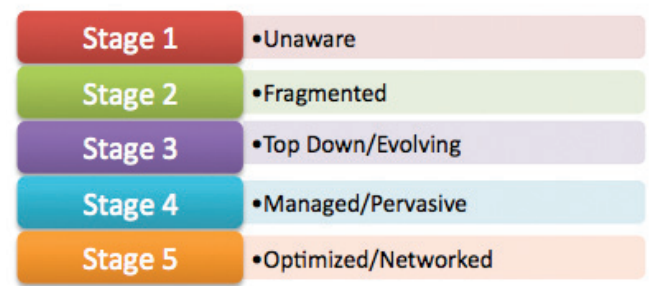 Stage 1 •Unaware
Stage 2 •Fragmented
Stage 3 •Top Down/Evolving
Stage 4 •Managed/Pervasive
Stage 5 •Optimized/Networked